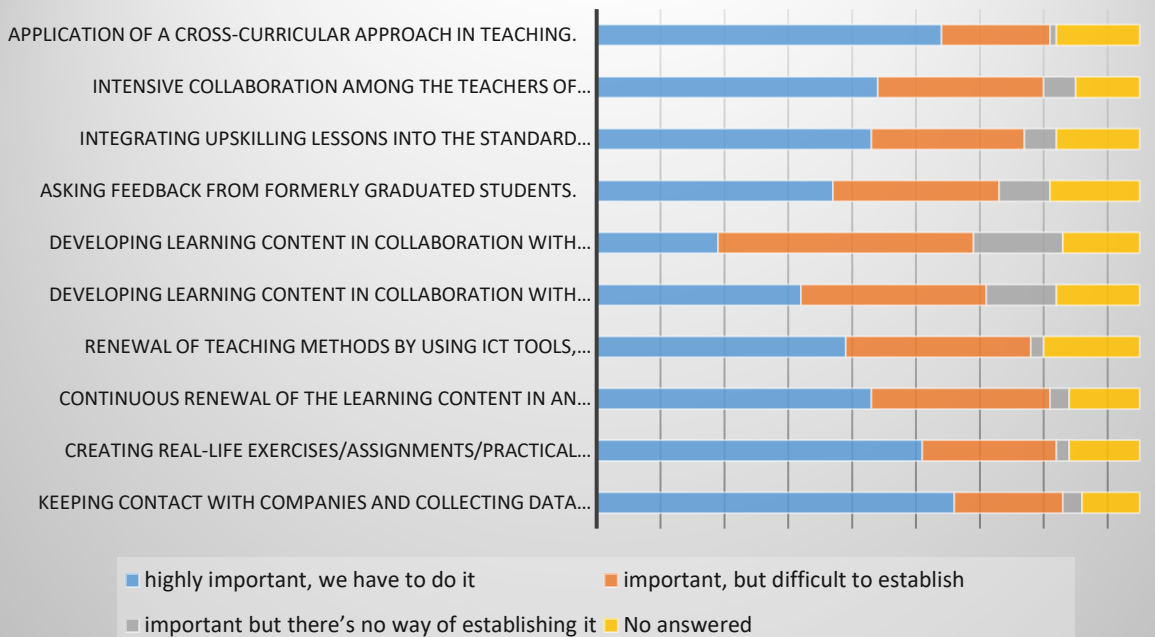 APPLICATION OF A CROSS-CURRICULAR APPROACH IN TEACHING.
INTENSIVE COLLABORATION AMONG THE TEACHERS OF…
INTEGRATING UPSKILLING LESSONS INTO THE STANDARD…
ASKING FEEDBACK FROM FORMERLY GRADUATED STUDENTS.
DEVELOPING LEARNING CONTENT IN COLLABORATION WITH…
DEVELOPING LEARNING CONTENT IN COLLABORATION WITH…
RENEWAL OF TEACHING METHODS BY USING ICT TOOLS,…
CONTINUOUS RENEWAL OF THE LEARNING CONTENT IN AN…
CREATING REAL-LIFE EXERCISES/ASSIGNMENTS/PRACTICAL…
KEEPING CONTACT WITH COMPANIES AND COLLECTING DATA…
highly important, we have to do it
important, but difficult to establish
important but there's no way of establishing it
No answered